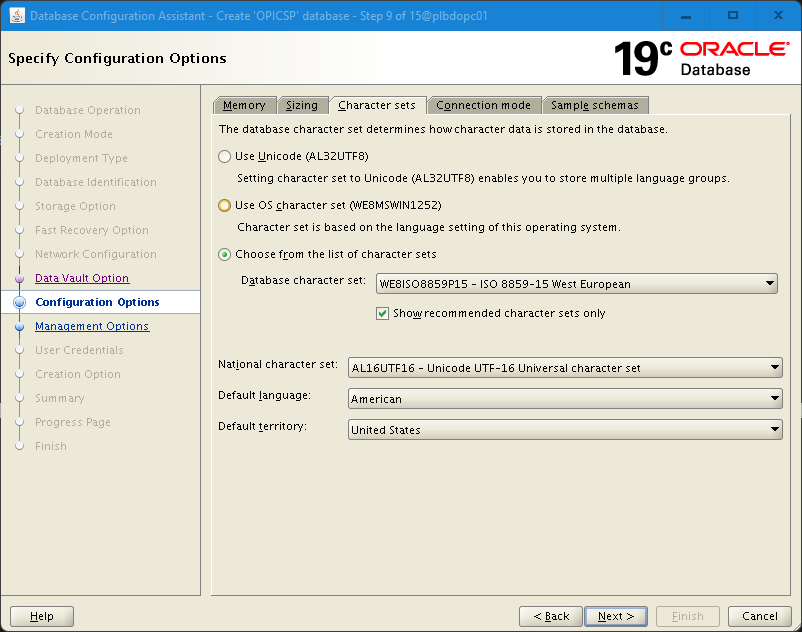 Database Configuration Assistant - Create 'OPICSP' database - Step 9 of 15@plbdopc01
Specify Configuration Options
19c ORACLE
Database
Database Operation
Creation Mode
Deployment Type
Database Identification
Storage Option
Fast Recovery Option
Network Configuration
Data Vault Option
Configuration Options
Management Options
User Credentials
Creation Option
Summary
Progress Page
Finish
Memory Sizing Character sets Connection mode Sample schemas
The database character set determines how character data is stored in the database.
Use Unicode (AL32UTF8)
Setting character set to Unicode (AL32UTF8) enables you to store multiple language groups.
Use OS character set (WE8MSWIN1252)
Character set is based on the language setting of this operating system.
Choose from the list of character sets
Database character set: WE8ISO8859P15 - ISO 8859-15 West European
Show recommended character sets only
National character set: AL16UTF16 - Unicode UTF-16 Universal character set
Default language: American
Default territory: United States
Help < Back Next > Finish Cancel